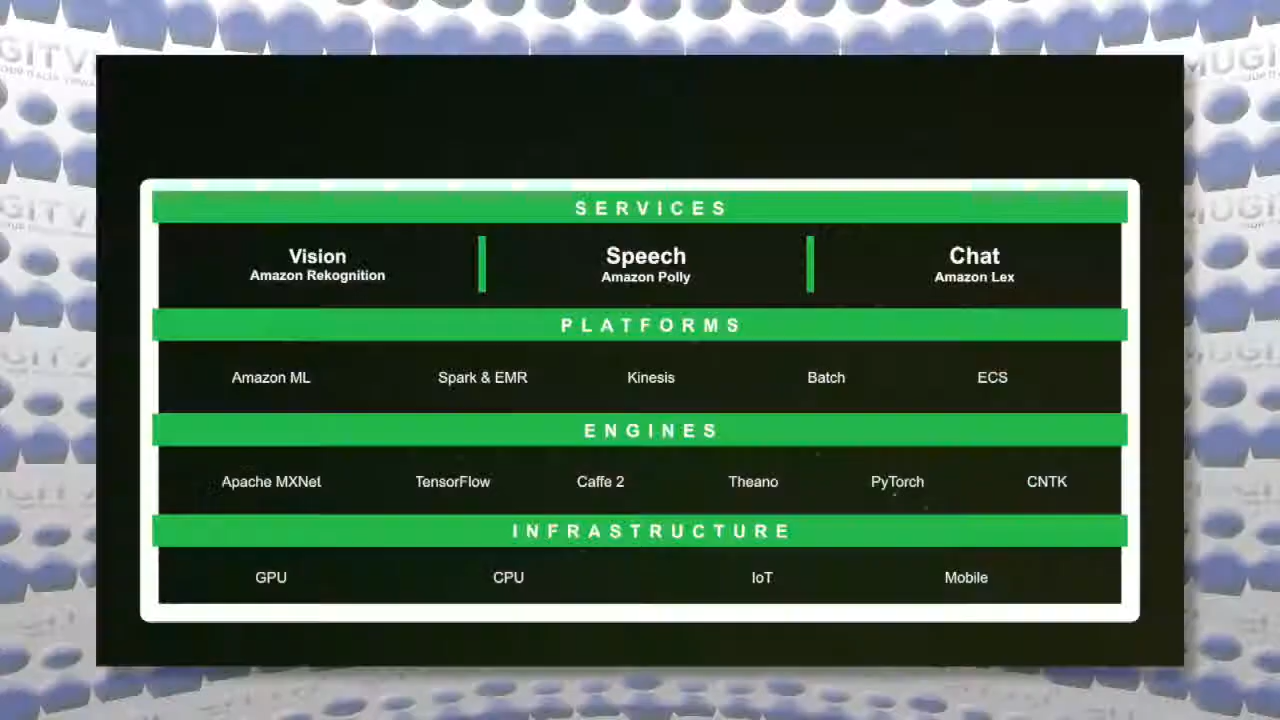 SERVICES
Vision
Amazon Rekognition
Speech
Amazon Polly
Chat
Amazon Lex
PLATFORMS
Amazon ML Spark & EMR Kinesis Batch ECS
ENGINES
Apache MXNet TensorFlow Caffe 2 Theano PyTorch CNTK
INFRASTRUCTURE
GPU CPU IoT Mobile